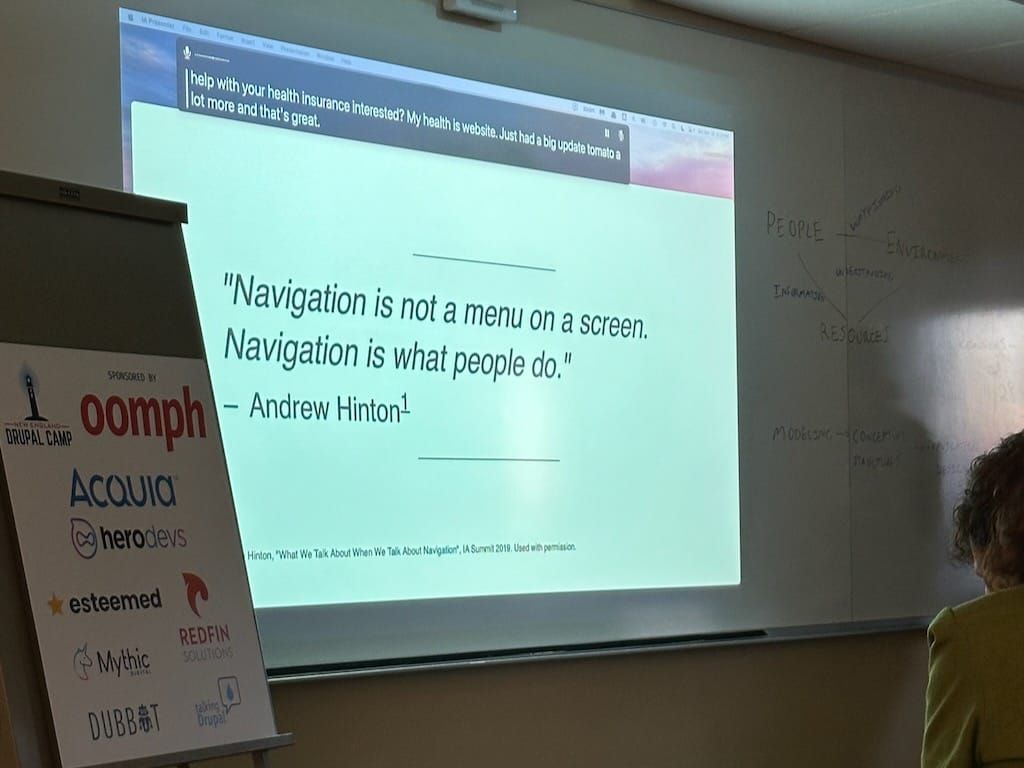 IA Presenter File Edit Format Insert View Presentation Window Help
help with your health insurance interested? My health is website. Just had a big update tomato a
lot more and that's great.
"Navigation is not a menu on a screen.
Navigation is what people do."
– Andrew Hinton1
Hinton, "What We Talk About When We Talk About Navigation", IA Summit 2019. Used with permission.
SPONSORED BY
NEW ENGLAND
DRUPAL CAMP
oomph
ACQUIA
herodevs
esteemed
REDFIN
SOLUTIONS
Mythic
DIGITAL
DUBBOT
talking
Drupal
PEOPLE
ENVIRONMENT
UNDERSTANDING
INFORMATION
RESOURCES
MODELING